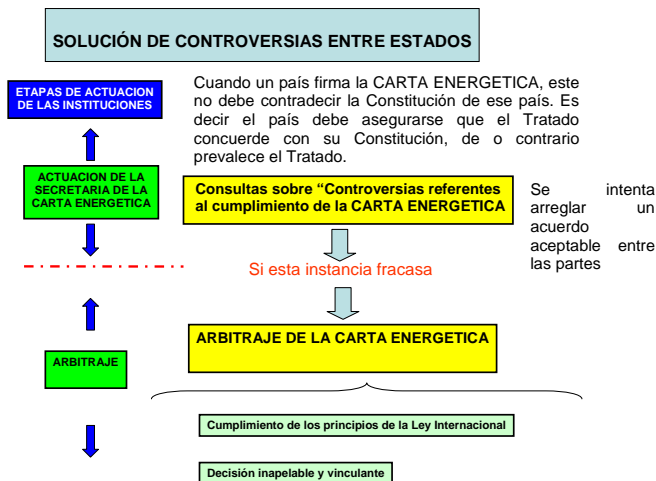 SOLUCIÓN DE CONTROVERSIAS ENTRE ESTADOS
ETAPAS DE ACTUACION
DE LAS INSTITUCIONES
Cuando un país firma la CARTA ENERGETICA, este
no debe contradecir la Constitución de ese país. Es
decir el país debe asegurarse que el Tratado
concuerde con su Constitución, de o contrario
prevalece el Tratado.
ACTUACION DE LA
SECRETARIA DE LA
CARTA ENERGETICA
Consultas sobre “Controversias referentes
al cumplimiento de la CARTA ENERGETICA
Se intenta
arreglar un
acuerdo
aceptable entre
las partes
Si esta instancia fracasa
ARBITRAJE DE LA CARTA ENERGETICA
ARBITRAJE
Cumplimiento de los principios de la Ley Internacional
Decisión inapelable y vinculante